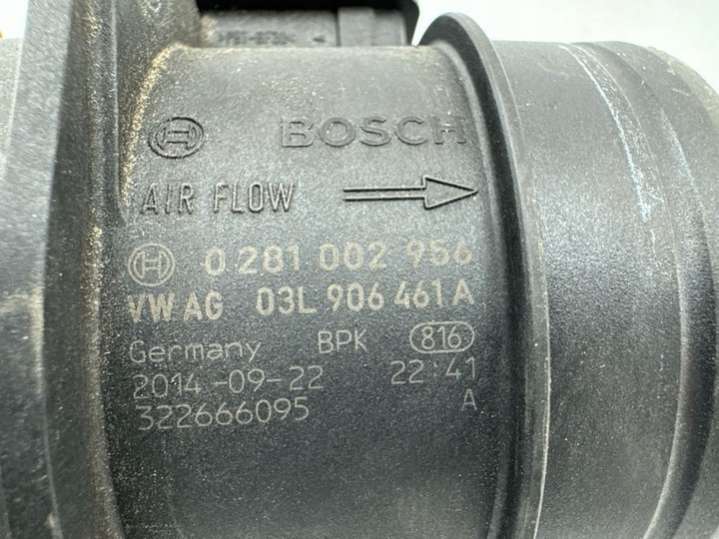 BOSCH
AIR FLOW
0 281 002 956
VW AG 03L 906 461 A
Germany BPK 816
2014-09-22 22:41
322666095 A